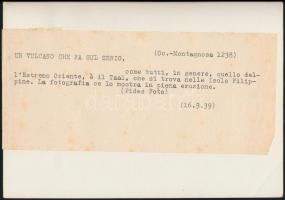 UN VULCANO CHE FA SUL SERIO, (Oc.-Montagnosa 1238)
come tutti, in genere, quello del-
l'Estremo Oriente, è il Taal, che si trova nelle Isole Filip-
pine. La fotografia ce lo mostra in piena eruzione.
(Fides Foto)
(16.9.39)